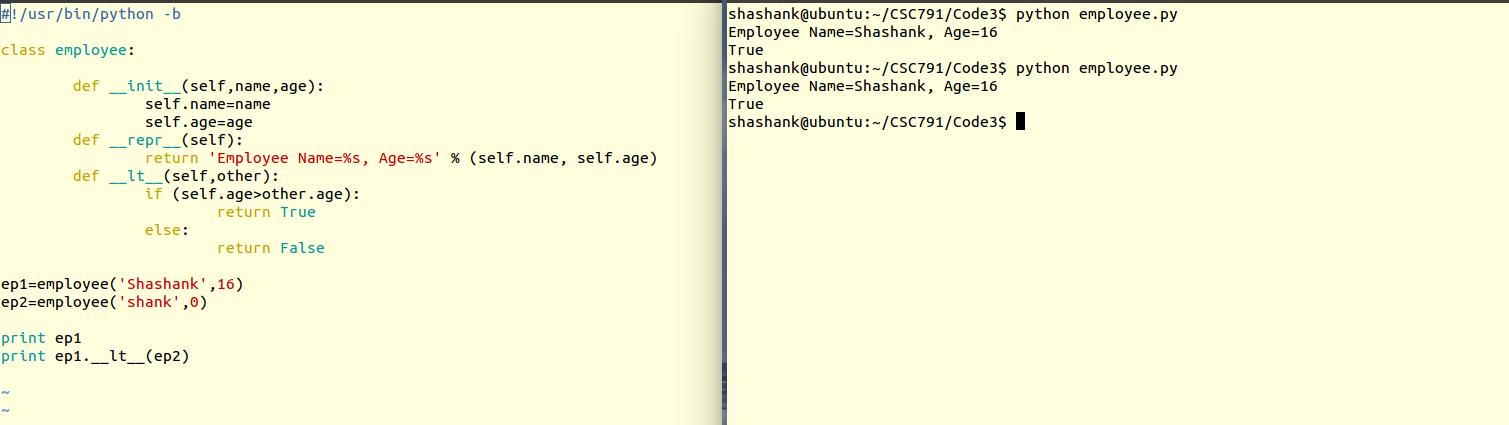 #!/usr/bin/python -b
class employee:
def __init__(self,name,age):
self.name=name
self.age=age
def __repr__(self):
return 'Employee Name=%s, Age=%s' % (self.name, self.age)
def __lt__(self,other):
if (self.age>other.age):
return True
else:
return False
ep1=employee('Shashank',16)
ep2=employee('shank',0)
print ep1
print ep1.__lt__(ep2)
~
~
shashank@ubuntu:~/CSC791/Code3$ python employee.py
Employee Name=Shashank, Age=16
True
shashank@ubuntu:~/CSC791/Code3$ python employee.py
Employee Name=Shashank, Age=16
True
shashank@ubuntu:~/CSC791/Code3$